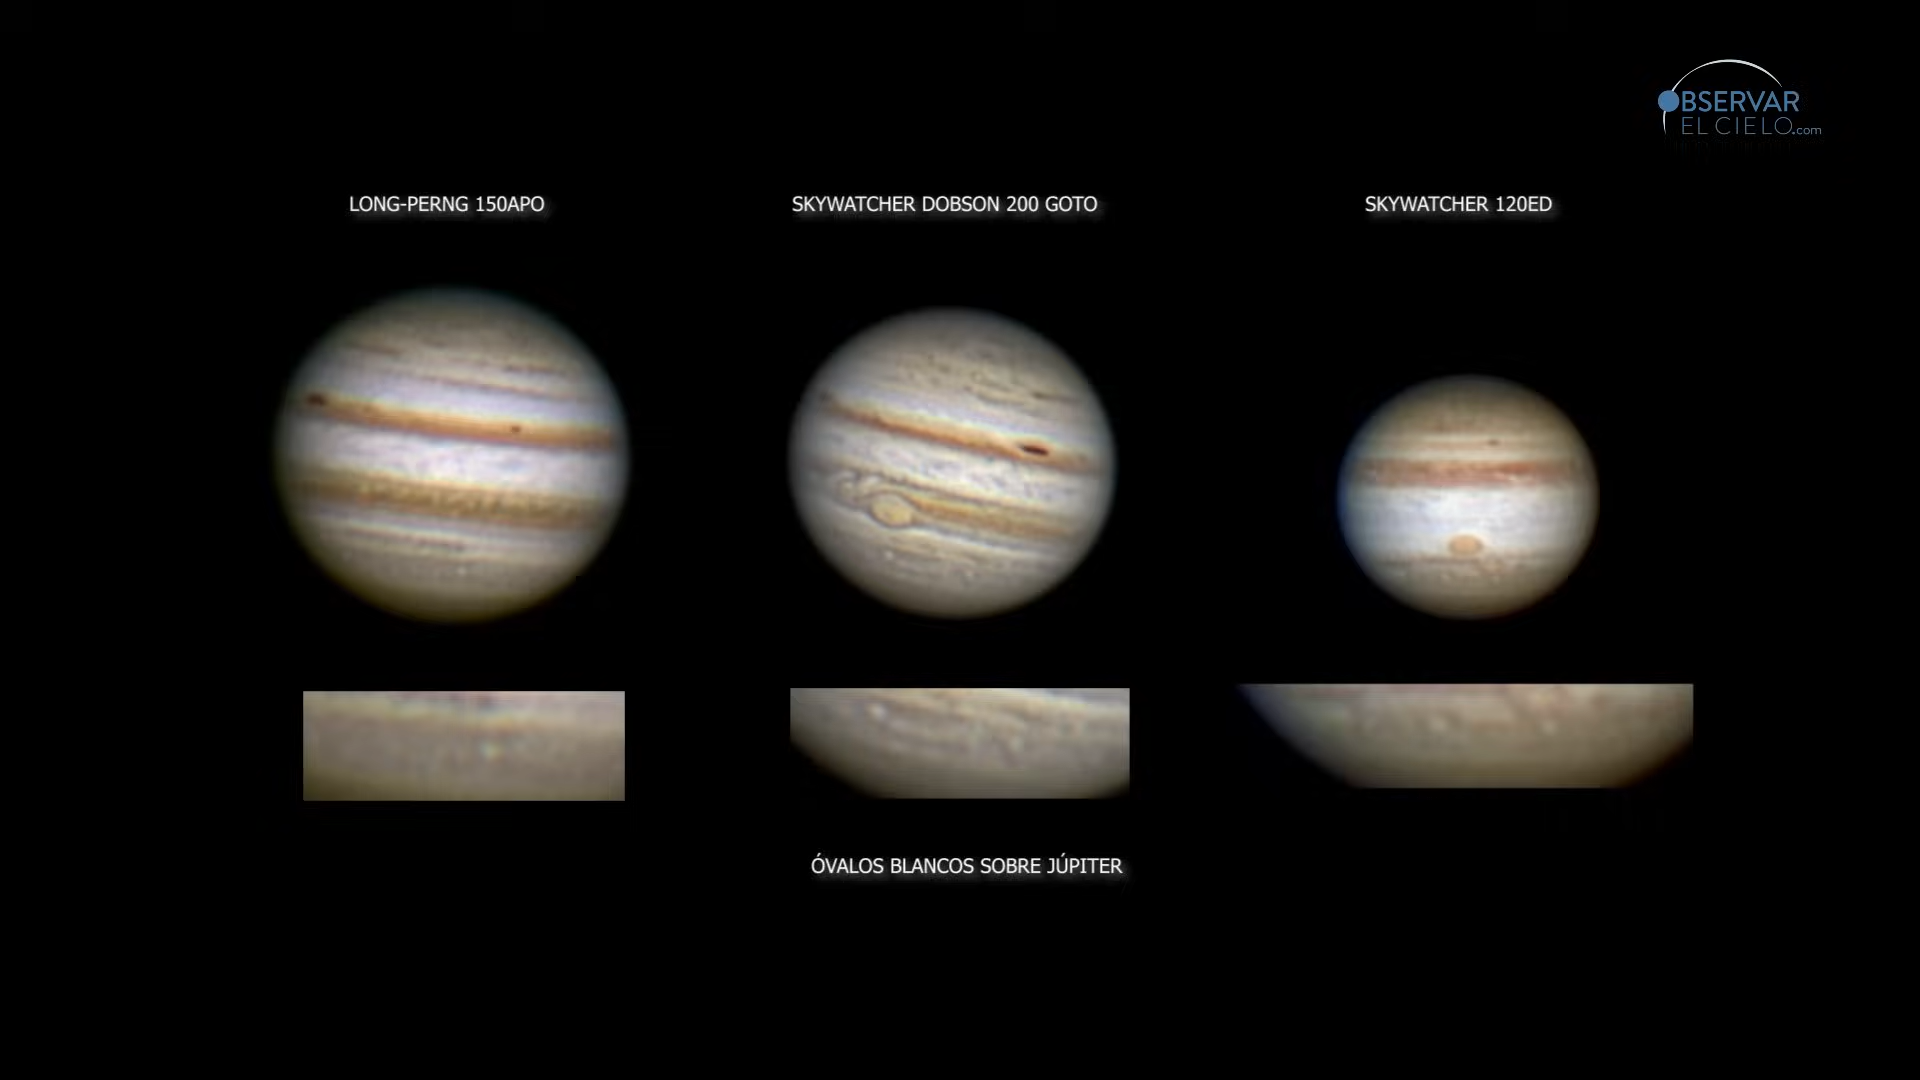 OBSERVAR
EL CIELO.com
LONG-PERNG 150APO
SKYWATCHER DOBSON 200 GOTO
SKYWATCHER 120ED
ÓVALOS BLANCOS SOBRE JÚPITER